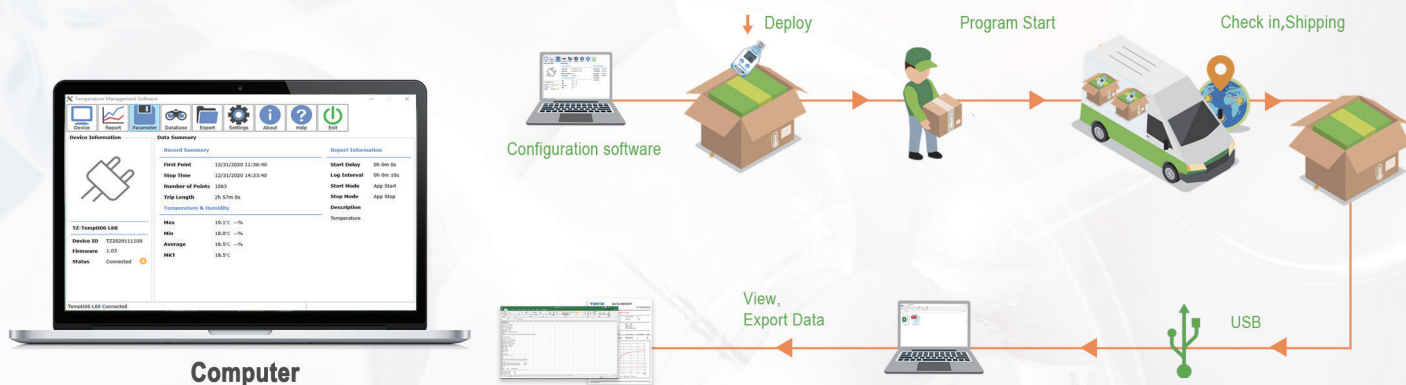 Temperature Management Software
Device Report Parameter Database Export Settings About Help Exit
Device Information
TZ-TempU06 L60
Device ID TZ2020111100
Firmware 1.03
Status Connected
Data Summary
Record Summary
First Point 12/31/2020 11:36:40
Stop Time 12/31/2020 14:33:40
Number of Points 1063
Trip Length 2h 57m 0s
Temperature & Humidity
Max 19.1℃ --%
Min 18.0℃ --%
Average 18.5℃ --%
MKT 18.5℃
Report Information
Start Delay 0h 0m 0s
Log Interval 0h 0m 10s
Start Mode App Start
Stop Mode App Stop
Description
Temperature
TempU06 L60 Connected
Computer
Configuration software
Deploy
Program Start
Check in,Shipping
USB
View,
Export Data
DATA REPORT